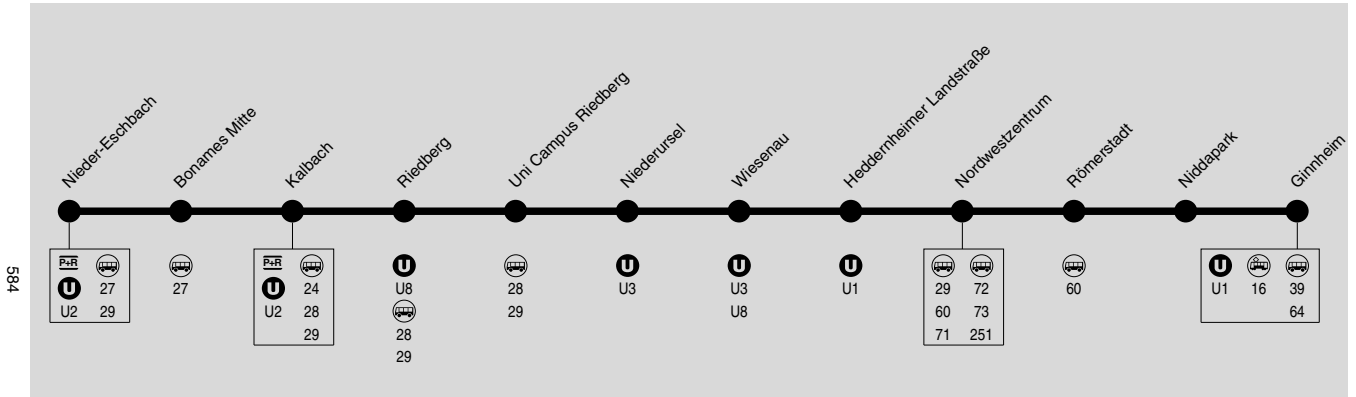 Nieder-Eschbach
Bonames Mitte
Kalbach
Riedberg
Uni Campus Riedberg
Niederursel
Wiesenau
Heddernheimer Landstraße
Nordwestzentrum
Römerstadt
Niddapark
Ginnheim
P+R
U 27
U2 29
27
P+R
U 24
U2 28
29
U
U8
28
29
28
29
U
U3
U
U3
U8
U
U1
29 72
60 73
71 251
60
U
U1 16 39
64
584